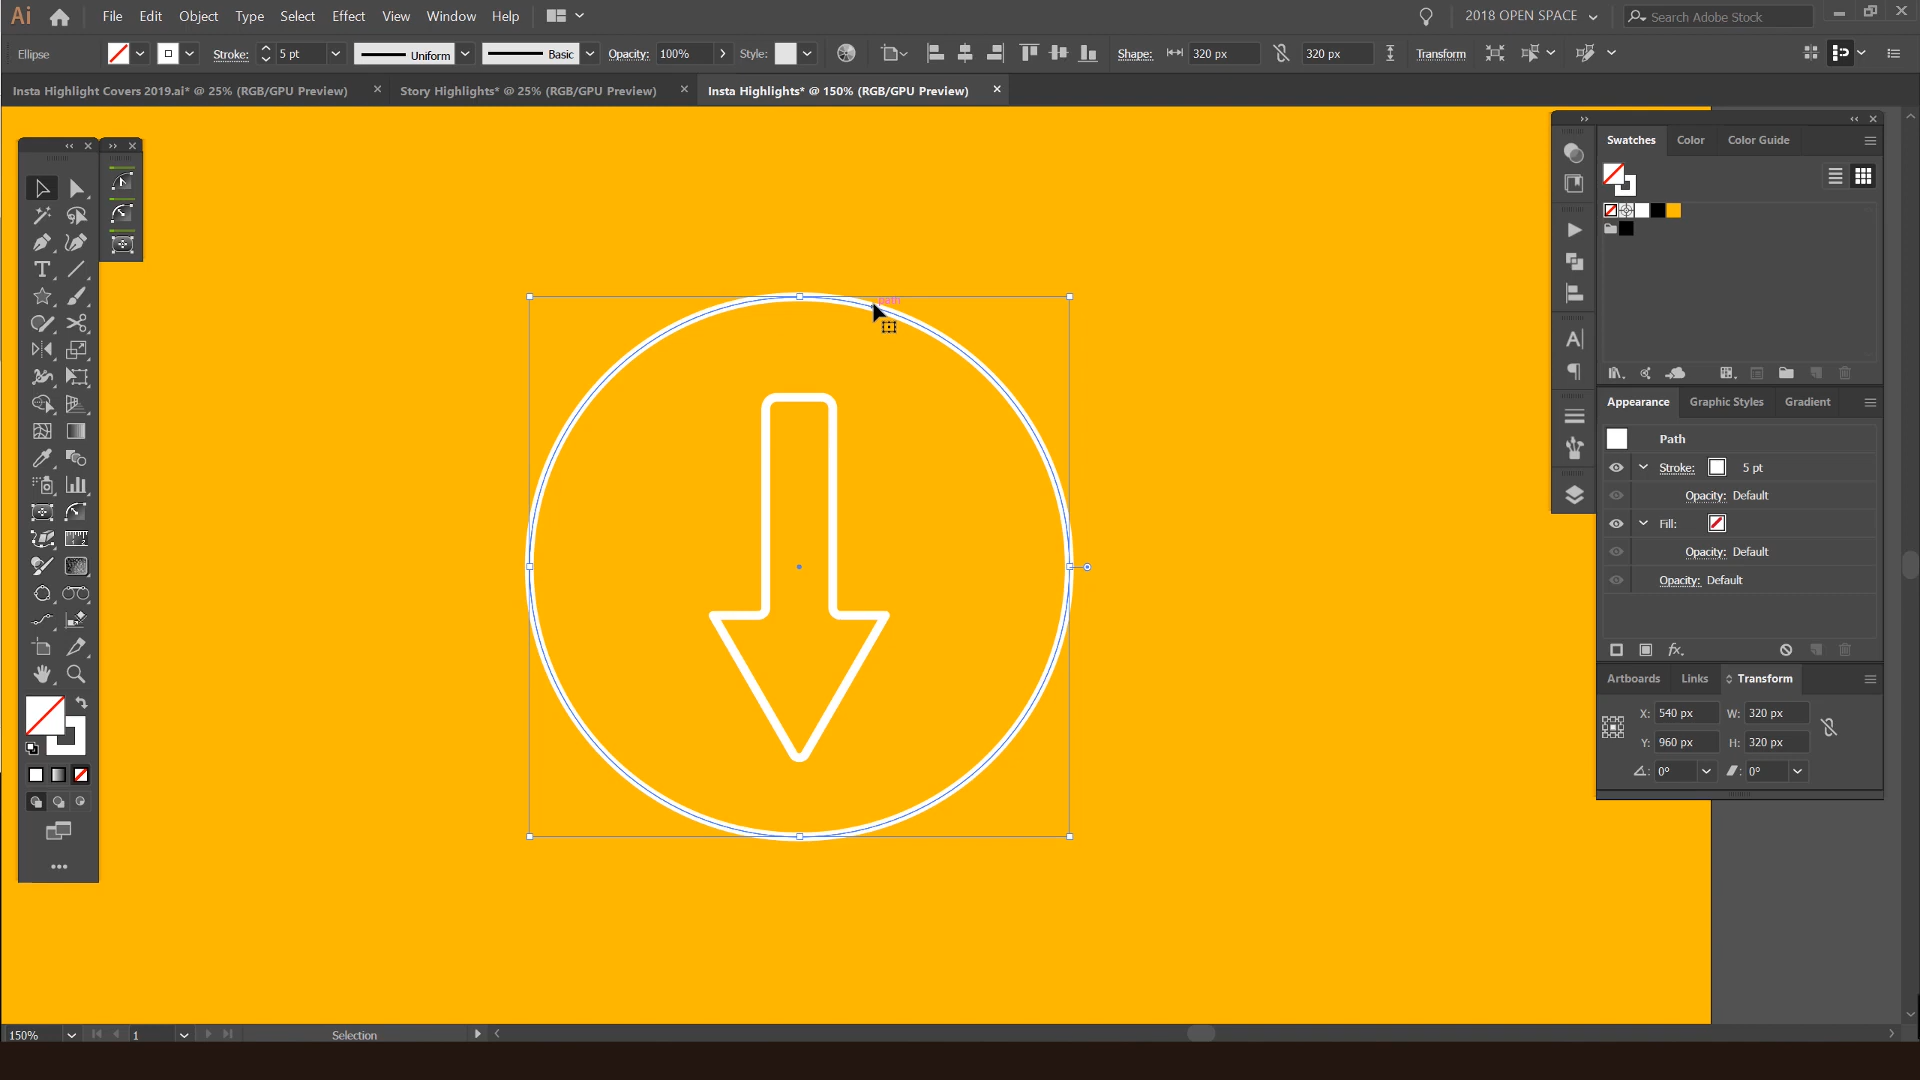 Ai File Edit Object Type Select Effect View Window Help 2018 OPEN SPACE Search Adobe Stock
Ellipse Stroke: 5 pt Uniform Basic Opacity: 100% Style: Shape: 320 px 320 px Transform
Insta Highlight Covers 2019.ai* @ 25% (RGB/GPU Preview) Story Highlights* @ 25% (RGB/GPU Preview) Insta Highlights* @ 150% (RGB/GPU Preview)
Swatches Color Color Guide
path
Appearance Graphic Styles Gradient
Path
Stroke: 5 pt
Opacity: Default
Fill:
Opacity: Default
Opacity: Default
fx
Artboards Links Transform
X: 540 px W: 320 px
Y: 960 px H: 320 px
0° 0°
150% 1 Selection